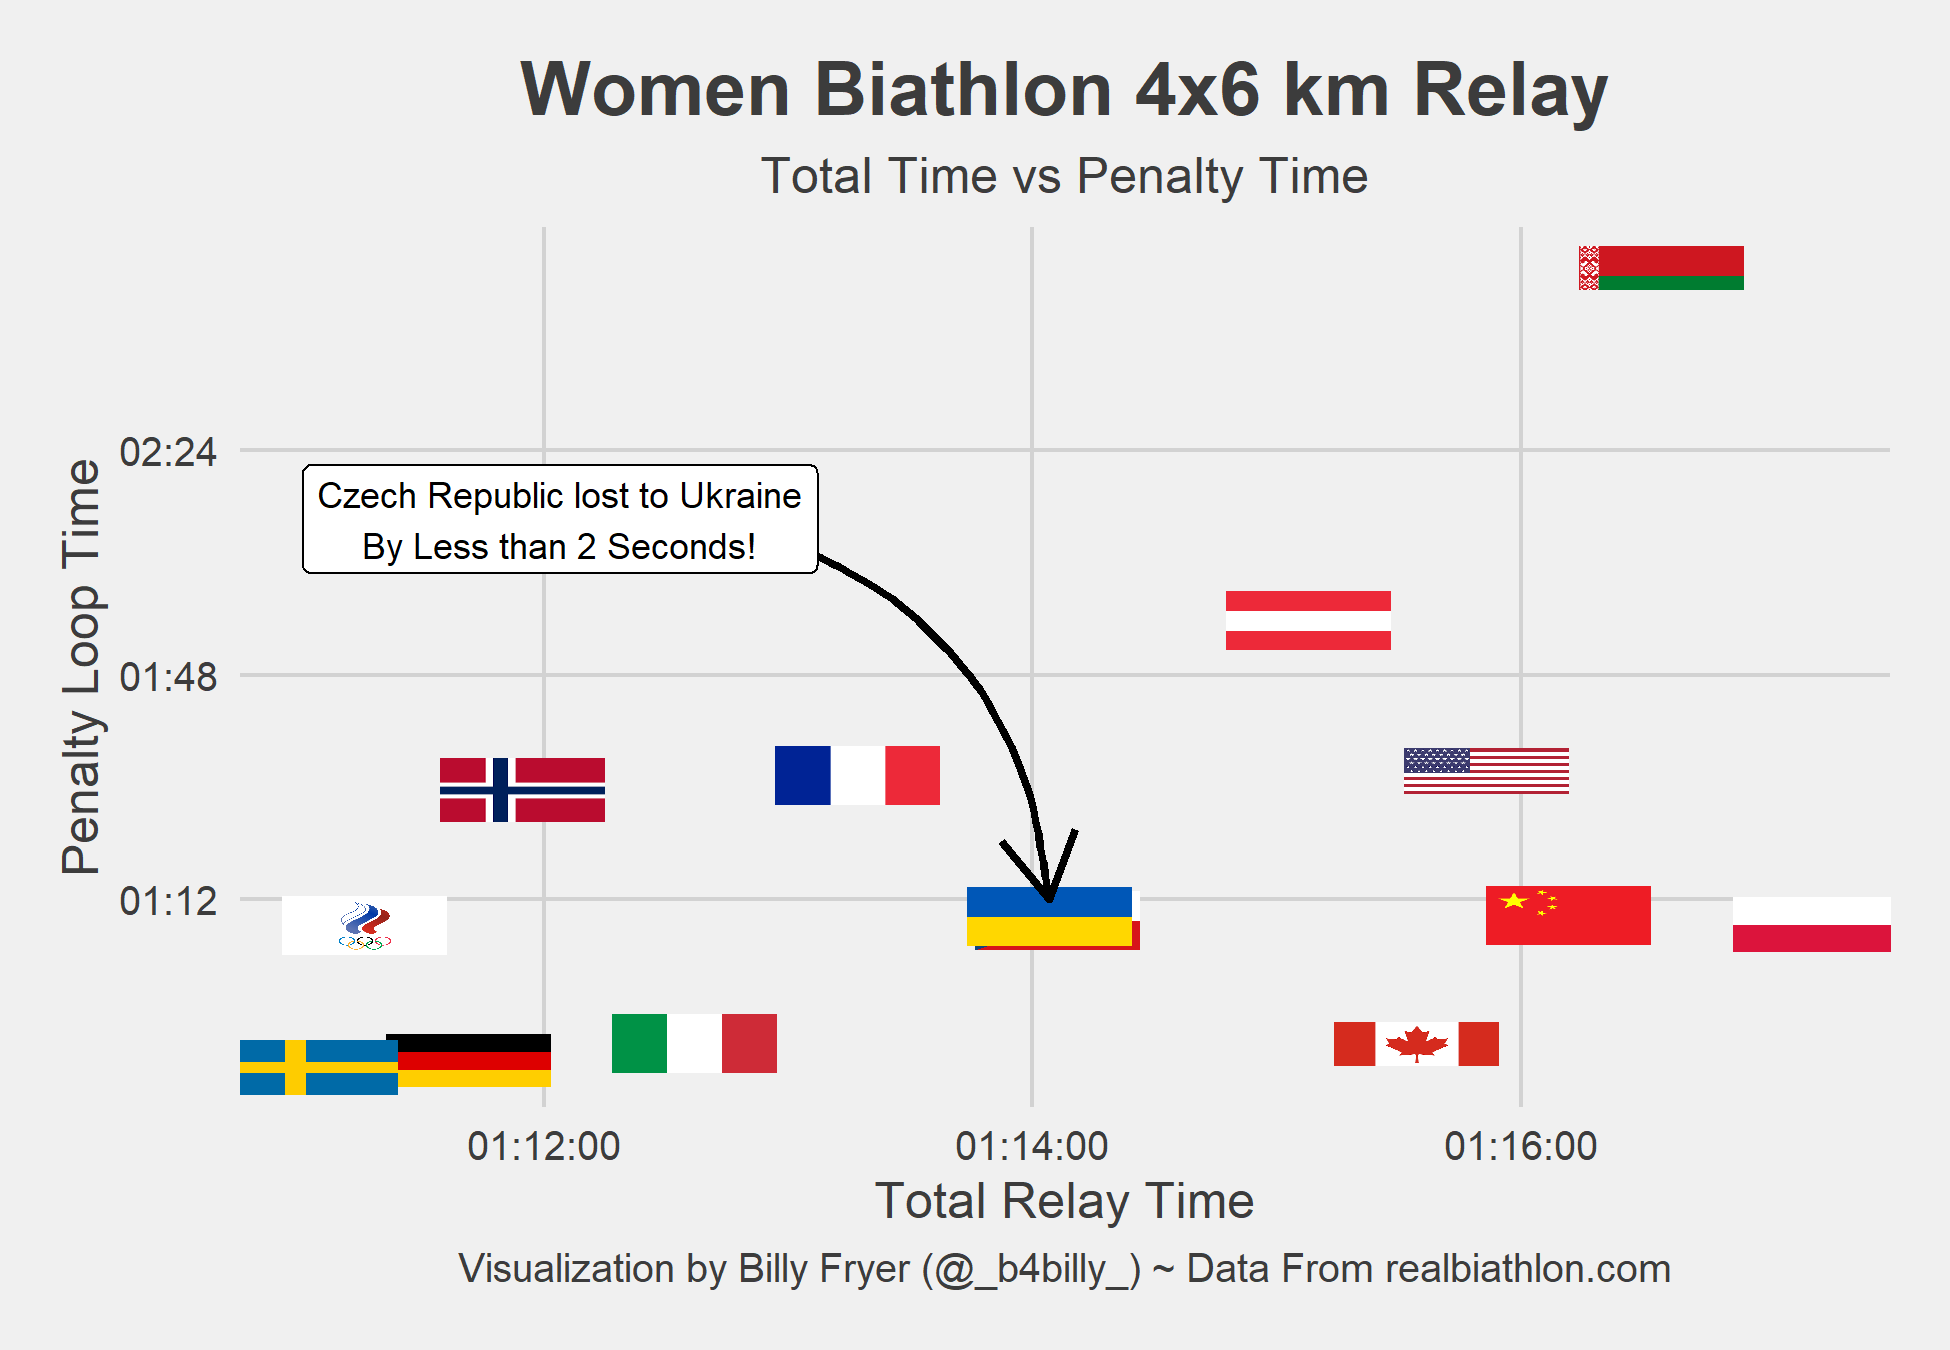 Women Biathlon 4x6 km Relay
Total Time vs Penalty Time
Penalty Loop Time
02:24
01:48
01:12
Czech Republic lost to Ukraine
By Less than 2 Seconds!
01:12:00
01:14:00
01:16:00
Total Relay Time
Visualization by Billy Fryer (@_b4billy_) ~ Data From realbiathlon.com